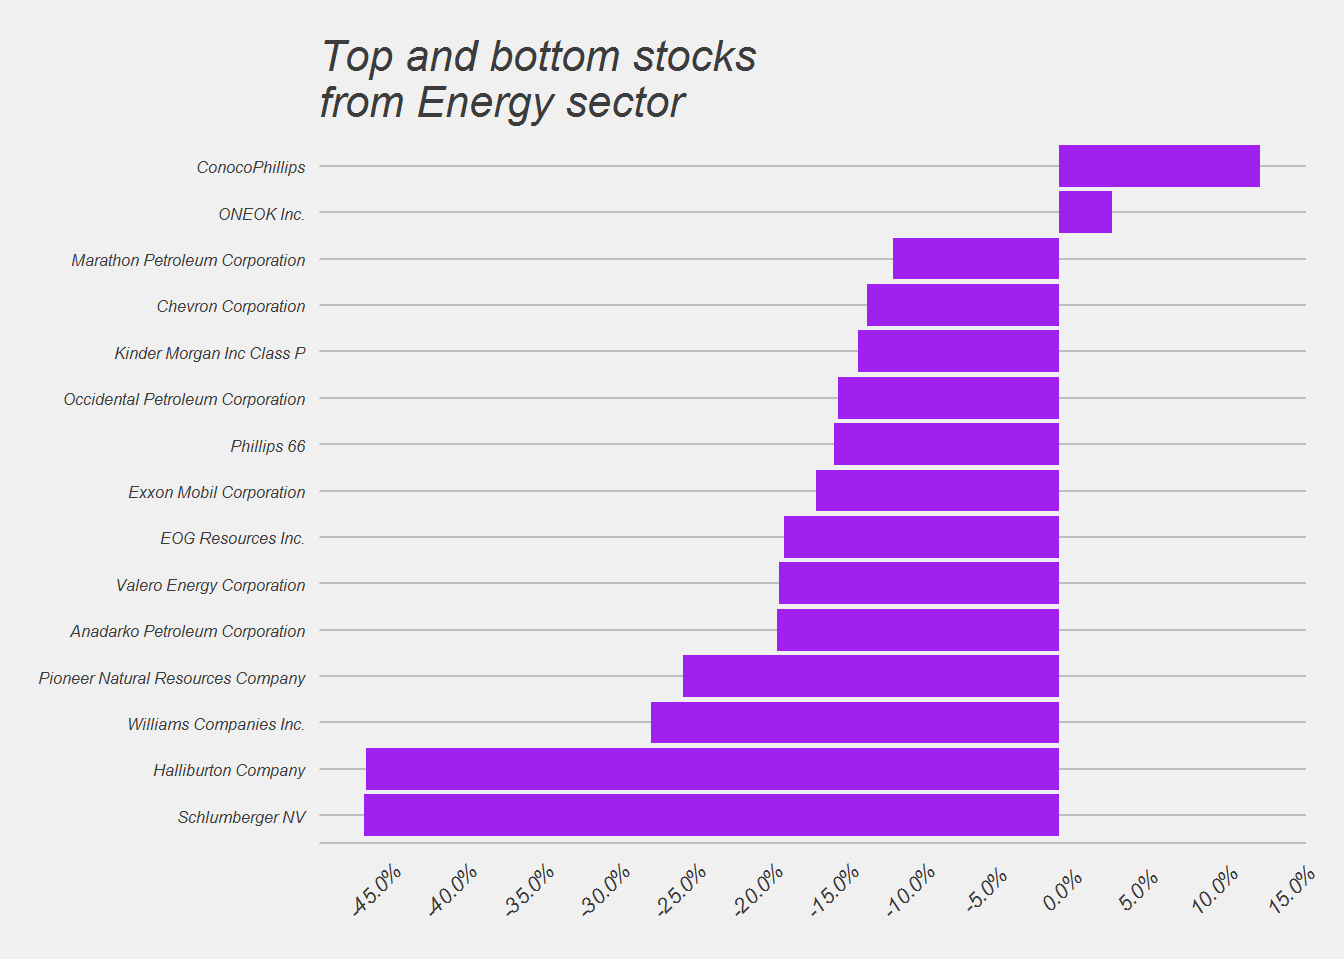 Top and bottom stocks
from Energy sector
ConocoPhillips
ONEOK Inc.
Marathon Petroleum Corporation
Chevron Corporation
Kinder Morgan Inc Class P
Occidental Petroleum Corporation
Phillips 66
Exxon Mobil Corporation
EOG Resources Inc.
Valero Energy Corporation
Anadarko Petroleum Corporation
Pioneer Natural Resources Company
Williams Companies Inc.
Halliburton Company
Schlumberger NV
-45.0% -40.0% -35.0% -30.0% -25.0% -20.0% -15.0% -10.0% -5.0% 0.0% 5.0% 10.0% 15.0%